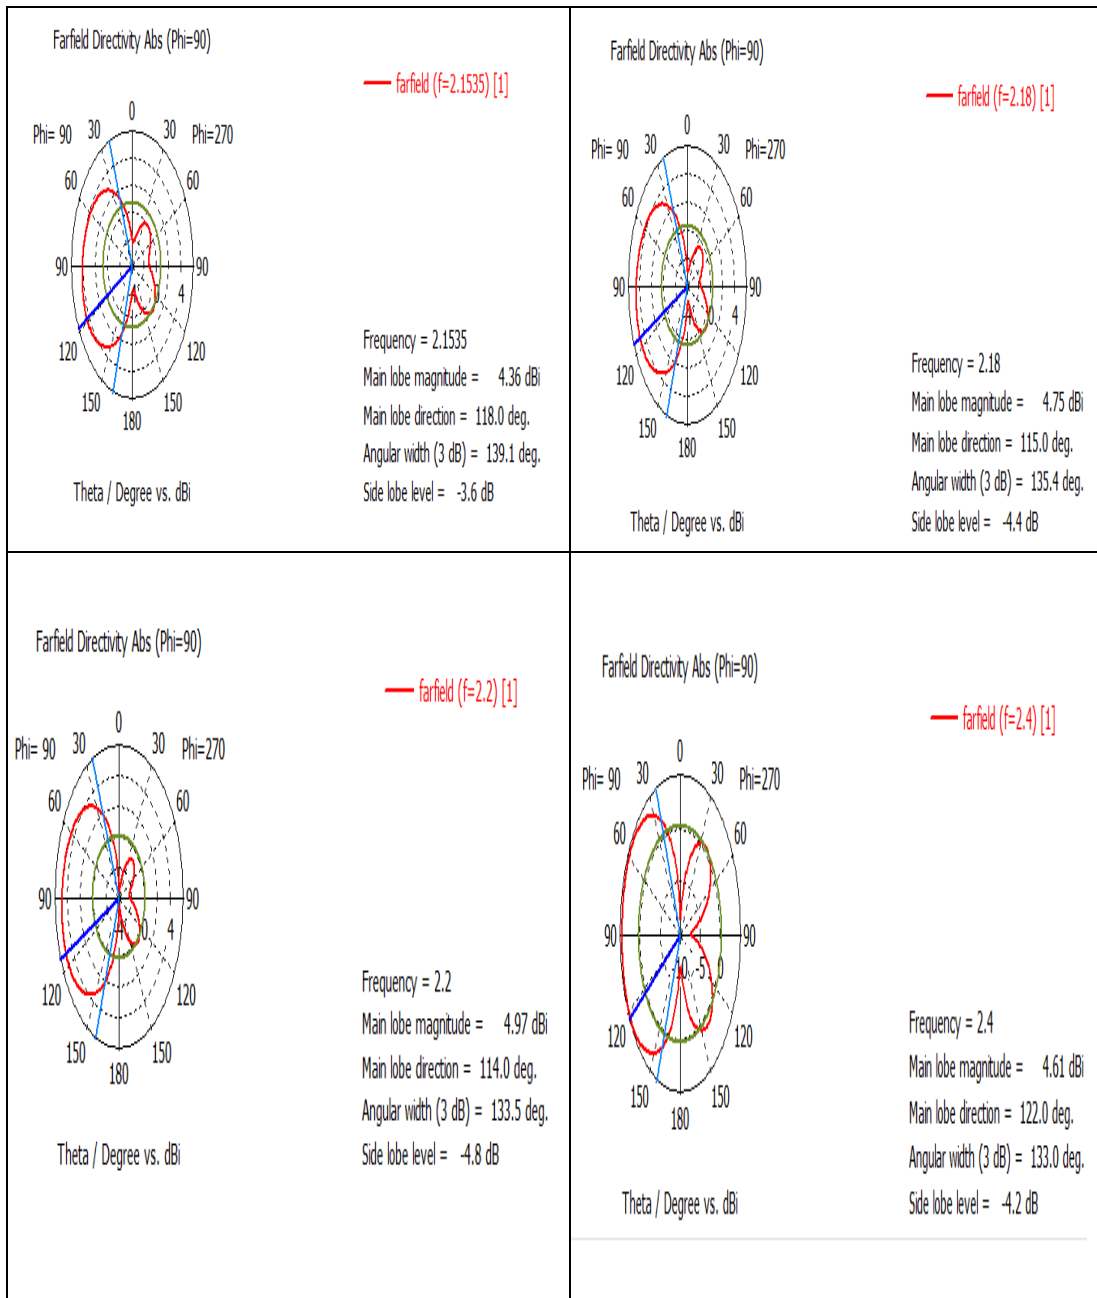 Farfield Directivity Abs (Phi=90)
farfield (f=2.1535) [1]
0
Phi= 90 30 30 Phi=270
60 60
90 90
0 4
120 120
150 150
180
Frequency = 2.1535
Main lobe magnitude = 4.36 dBi
Main lobe direction = 118.0 deg.
Angular width (3 dB) = 139.1 deg.
Side lobe level = -3.6 dB
Theta / Degree vs. dBi
Farfield Directivity Abs (Phi=90)
farfield (f=2.18) [1]
0
Phi= 90 30 30 Phi=270
60 60
90 90
-4 0 4
120 120
150 150
180
Frequency = 2.18
Main lobe magnitude = 4.75 dBi
Main lobe direction = 115.0 deg.
Angular width (3 dB) = 135.4 deg.
Side lobe level = -4.4 dB
Theta / Degree vs. dBi
Farfield Directivity Abs (Phi=90)
farfield (f=2.2) [1]
0
Phi= 90 30 30 Phi=270
60 60
90 90
-4 0 4
120 120
150 150
180
Frequency = 2.2
Main lobe magnitude = 4.97 dBi
Main lobe direction = 114.0 deg.
Angular width (3 dB) = 133.5 deg.
Side lobe level = -4.8 dB
Theta / Degree vs. dBi
Farfield Directivity Abs (Phi=90)
farfield (f=2.4) [1]
0
Phi= 90 30 30 Phi=270
60 60
90 90
-10 -5 0
120 120
150 150
180
Frequency = 2.4
Main lobe magnitude = 4.61 dBi
Main lobe direction = 122.0 deg.
Angular width (3 dB) = 133.0 deg.
Side lobe level = -4.2 dB
Theta / Degree vs. dBi